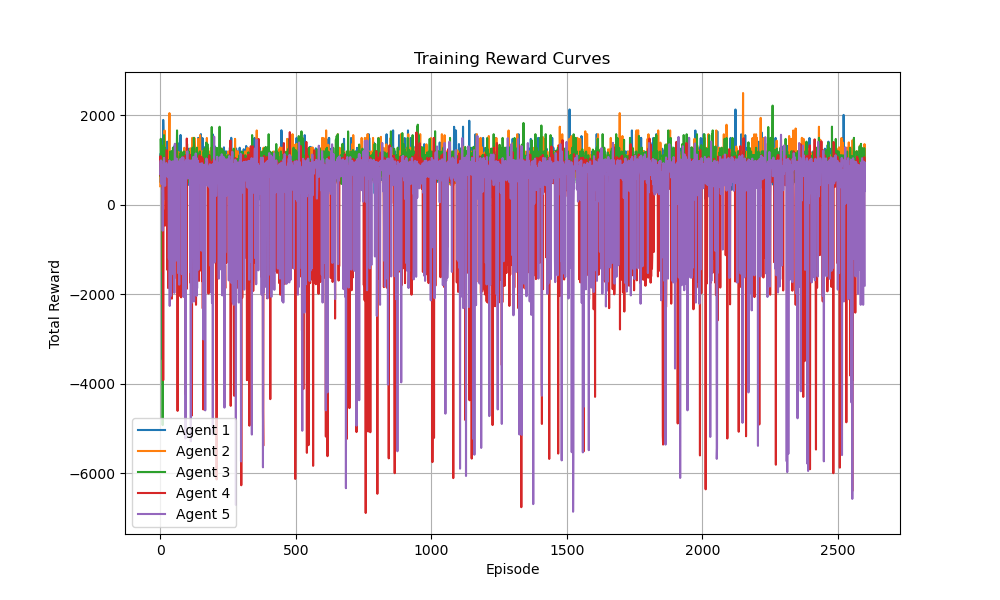 Training Reward Curves
2000
0
−2000
−4000
−6000
Total Reward
Agent 1
Agent 2
Agent 3
Agent 4
Agent 5
0
500
1000
1500
2000
2500
Episode